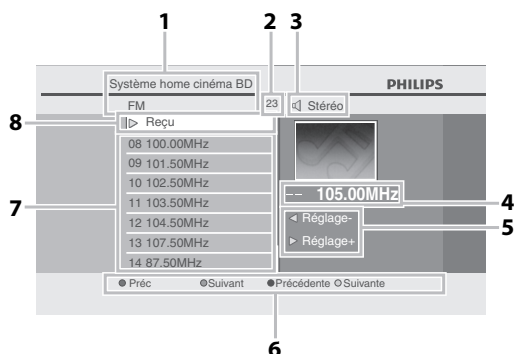 1 2 3
Système home cinéma BD
PHILIPS
FM 23 Stéréo
8 Reçu
08 100.00MHz
09 101.50MHz
10 102.50MHz
-- 105.00MHz 4
7 11 103.50MHz
Réglage- 5
12 104.50MHz
Réglage+
13 107.50MHz
14 87.50MHz
Préc Suivant Précédente Suivante
6